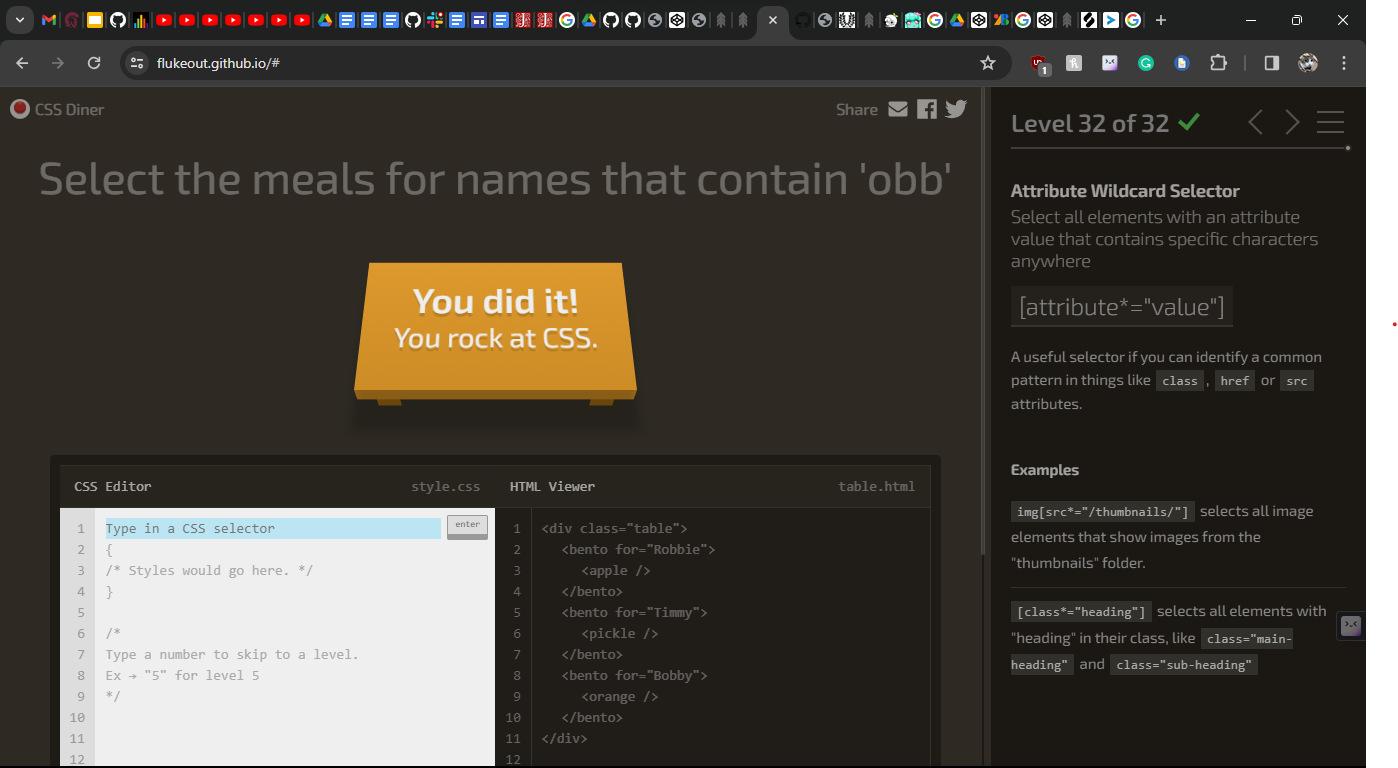 flukeout.github.io/#
1
CSS Diner
Share
Select the meals for names that contain 'obb'
You did it!
You rock at CSS.
CSS Editor
style.css
HTML Viewer
table.html
1 Type in a CSS selector
enter
2 {
3 /* Styles would go here. */
4 }
5
6 /*
7 Type a number to skip to a level.
8 Ex → "5" for level 5
9 */
10
11
12
1 <div class="table">
2 <bento for="Robbie">
3 <apple />
4 </bento>
5 <bento for="Timmy">
6 <pickle />
7 </bento>
8 <bento for="Bobby">
9 <orange />
10 </bento>
11 </div>
12
Level 32 of 32
Attribute Wildcard Selector
Select all elements with an attribute
value that contains specific characters
anywhere
[attribute*="value"]
A useful selector if you can identify a common
pattern in things like class, href or src
attributes.
Examples
img[src*="/thumbnails/"] selects all image
elements that show images from the
"thumbnails" folder.
[class*="heading"] selects all elements with
"heading" in their class, like class="main-
heading" and class="sub-heading"